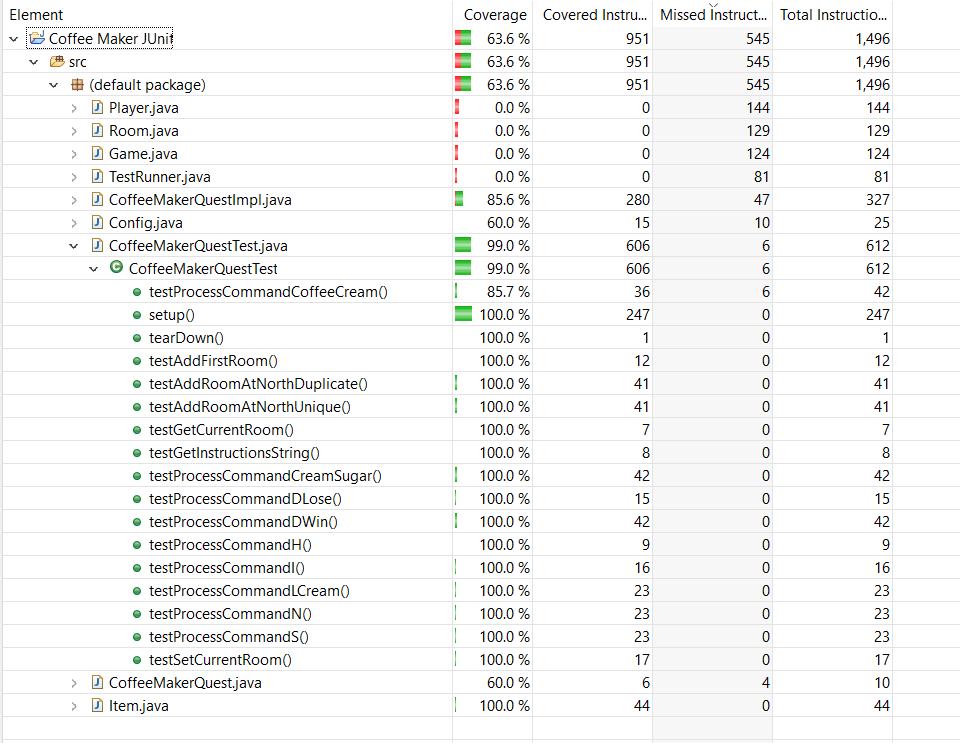 Element Coverage Covered Instru... Missed Instruct... Total Instructio...
Coffee Maker JUnit 63.6 % 951 545 1,496
src 63.6 % 951 545 1,496
(default package) 63.6 % 951 545 1,496
Player.java 0.0 % 0 144 144
Room.java 0.0 % 0 129 129
Game.java 0.0 % 0 124 124
TestRunner.java 0.0 % 0 81 81
CoffeeMakerQuestImpl.java 85.6 % 280 47 327
Config.java 60.0 % 15 10 25
CoffeeMakerQuestTest.java 99.0 % 606 6 612
CoffeeMakerQuestTest 99.0 % 606 6 612
testProcessCommandCoffeeCream() 85.7 % 36 6 42
setup() 100.0 % 247 0 247
tearDown() 100.0 % 1 0 1
testAddFirstRoom() 100.0 % 12 0 12
testAddRoomAtNorthDuplicate() 100.0 % 41 0 41
testAddRoomAtNorthUnique() 100.0 % 41 0 41
testGetCurrentRoom() 100.0 % 7 0 7
testGetInstructionsString() 100.0 % 8 0 8
testProcessCommandCreamSugar() 100.0 % 42 0 42
testProcessCommandDLose() 100.0 % 15 0 15
testProcessCommandDWin() 100.0 % 42 0 42
testProcessCommandH() 100.0 % 9 0 9
testProcessCommandI() 100.0 % 16 0 16
testProcessCommandLCream() 100.0 % 23 0 23
testProcessCommandN() 100.0 % 23 0 23
testProcessCommandS() 100.0 % 23 0 23
testSetCurrentRoom() 100.0 % 17 0 17
CoffeeMakerQuest.java 60.0 % 6 4 10
Item.java 100.0 % 44 0 44